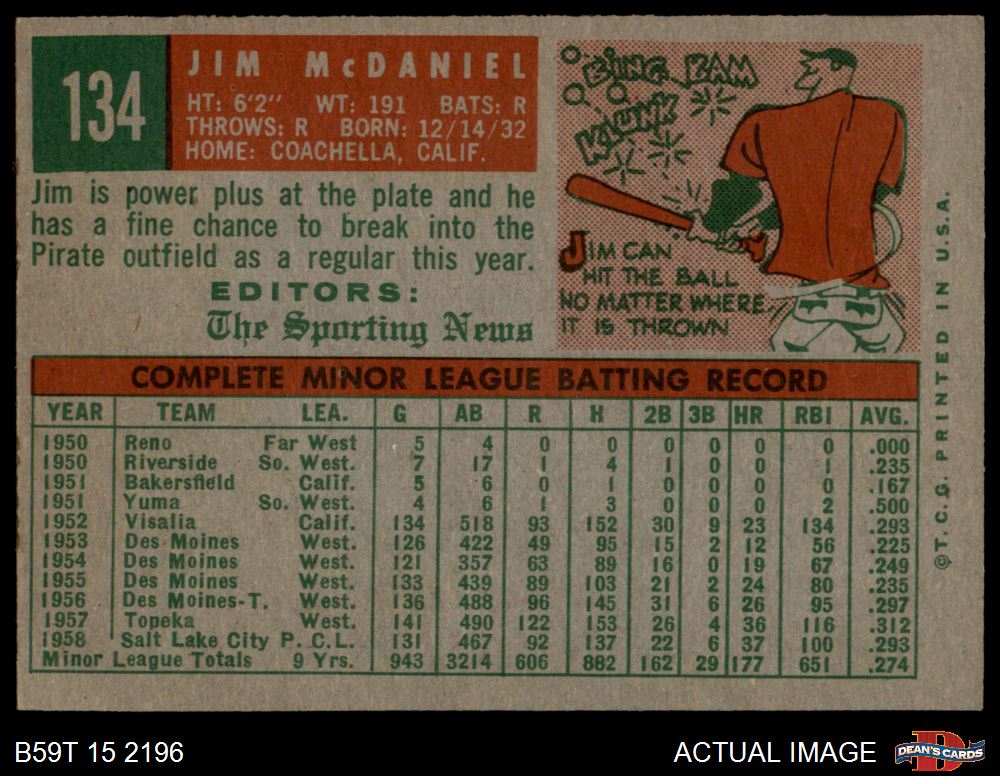 134
JIM McDANIEL
HT: 6'2" WT: 191 BATS: R
THROWS: R BORN: 12/14/32
HOME: COACHELLA, CALIF.
Jim is power plus at the plate and he
has a fine chance to break into the
Pirate outfield as a regular this year.
EDITORS:
The Sporting News
BING BAM
KLUNK
JIM CAN
HIT THE BALL
NO MATTER WHERE
IT IS THROWN
COMPLETE MINOR LEAGUE BATTING RECORD
YEAR TEAM LEA. G AB R H 2B 3B HR RBI AVG.
1950 Reno Far West 5 4 0 0 0 0 0 0 .000
1950 Riverside So. West. 7 17 1 4 1 0 0 1 .235
1951 Bakersfield Calif. 5 6 0 1 0 0 0 0 .167
1951 Yuma So. West. 4 6 1 3 0 0 0 2 .500
1952 Visalia Calif. 134 518 93 152 30 9 23 134 .293
1953 Des Moines West. 126 422 49 95 15 2 12 56 .225
1954 Des Moines West. 121 357 63 89 16 0 19 67 .249
1955 Des Moines West. 133 439 89 103 21 2 24 80 .235
1956 Des Moines-T. West. 136 488 96 145 31 6 26 95 .297
1957 Topeka West. 141 490 122 153 26 4 36 116 .312
1958 Salt Lake City P.C.L. 131 467 92 137 22 6 37 100 .293
Minor League Totals 9 Yrs. 943 3214 606 882 162 29 177 651 .274
©T.C.G. PRINTED IN U.S.A.
B59T 15 2196
ACTUAL IMAGE
D
DEAN'S CARDS